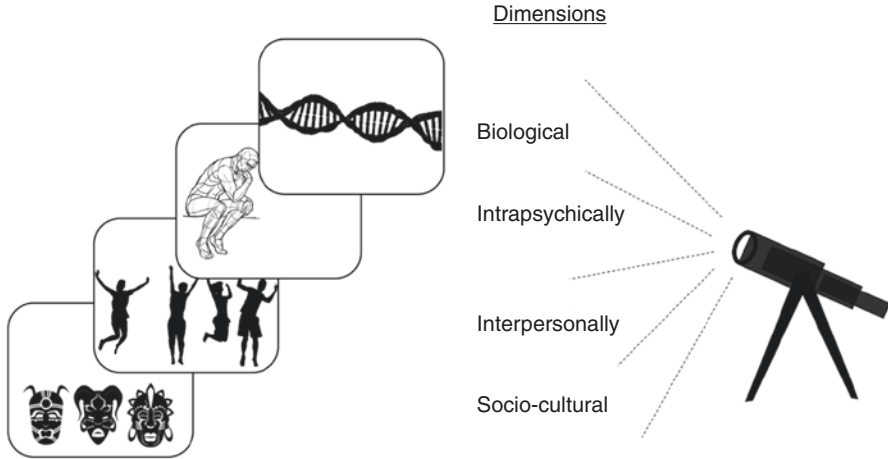 Dimensions
Biological
Intrapsychically
Interpersonally
Socio-cultural